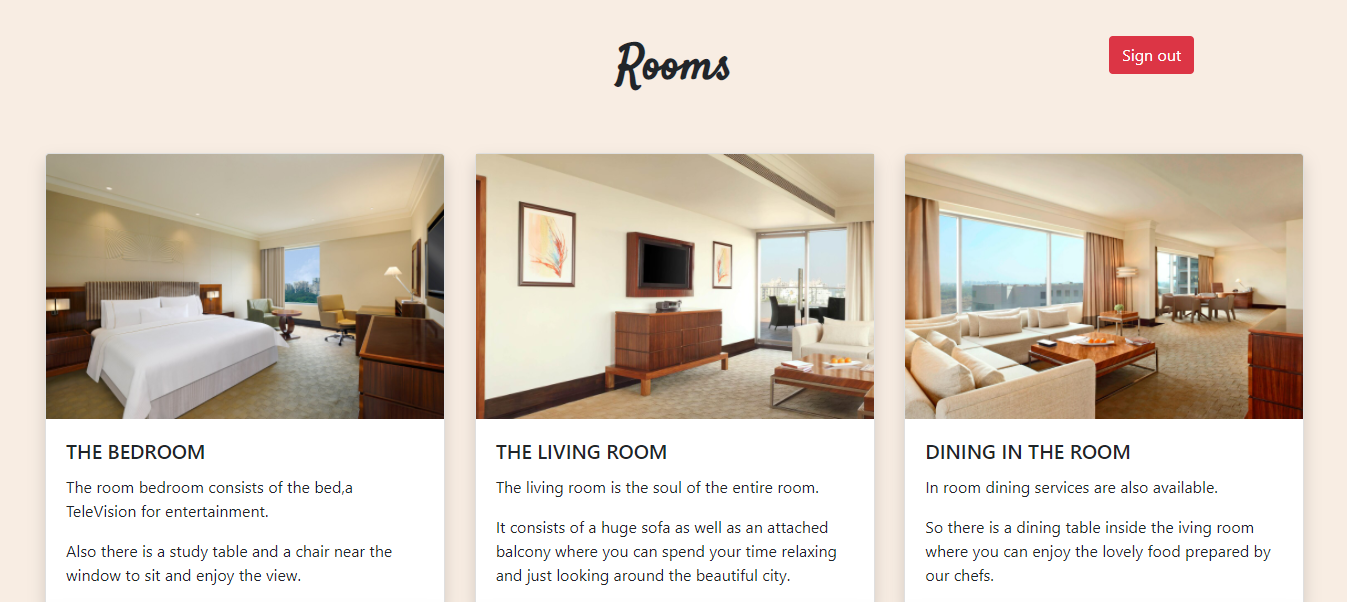 Rooms
Sign out
THE BEDROOM
The room bedroom consists of the bed,a
TeleVision for entertainment.
Also there is a study table and a chair near the
window to sit and enjoy the view.
THE LIVING ROOM
The living room is the soul of the entire room.
It consists of a huge sofa as well as an attached
balcony where you can spend your time relaxing
and just looking around the beautiful city.
DINING IN THE ROOM
In room dining services are also available.
So there is a dining table inside the iving room
where you can enjoy the lovely food prepared by
our chefs.